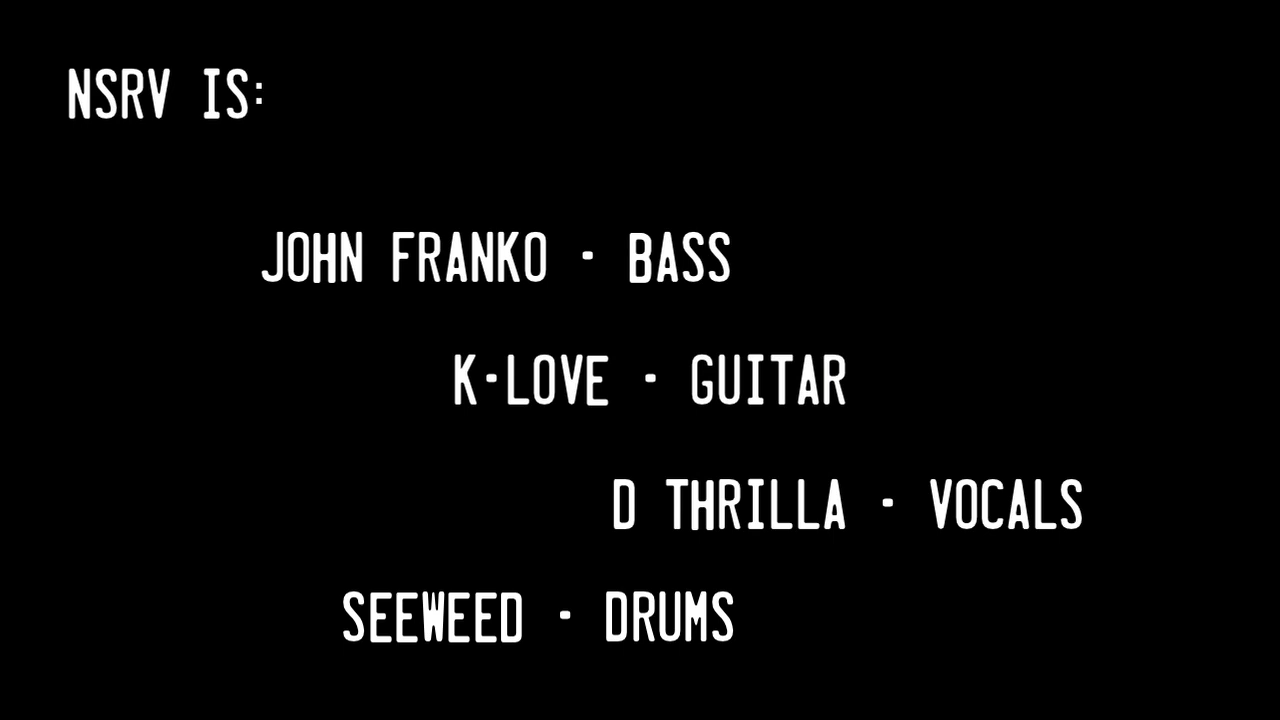 NSRV IS:
JOHN FRANKO - BASS
K-LOVE - GUITAR
D THRILLA - VOCALS
SEEWEED - DRUMS